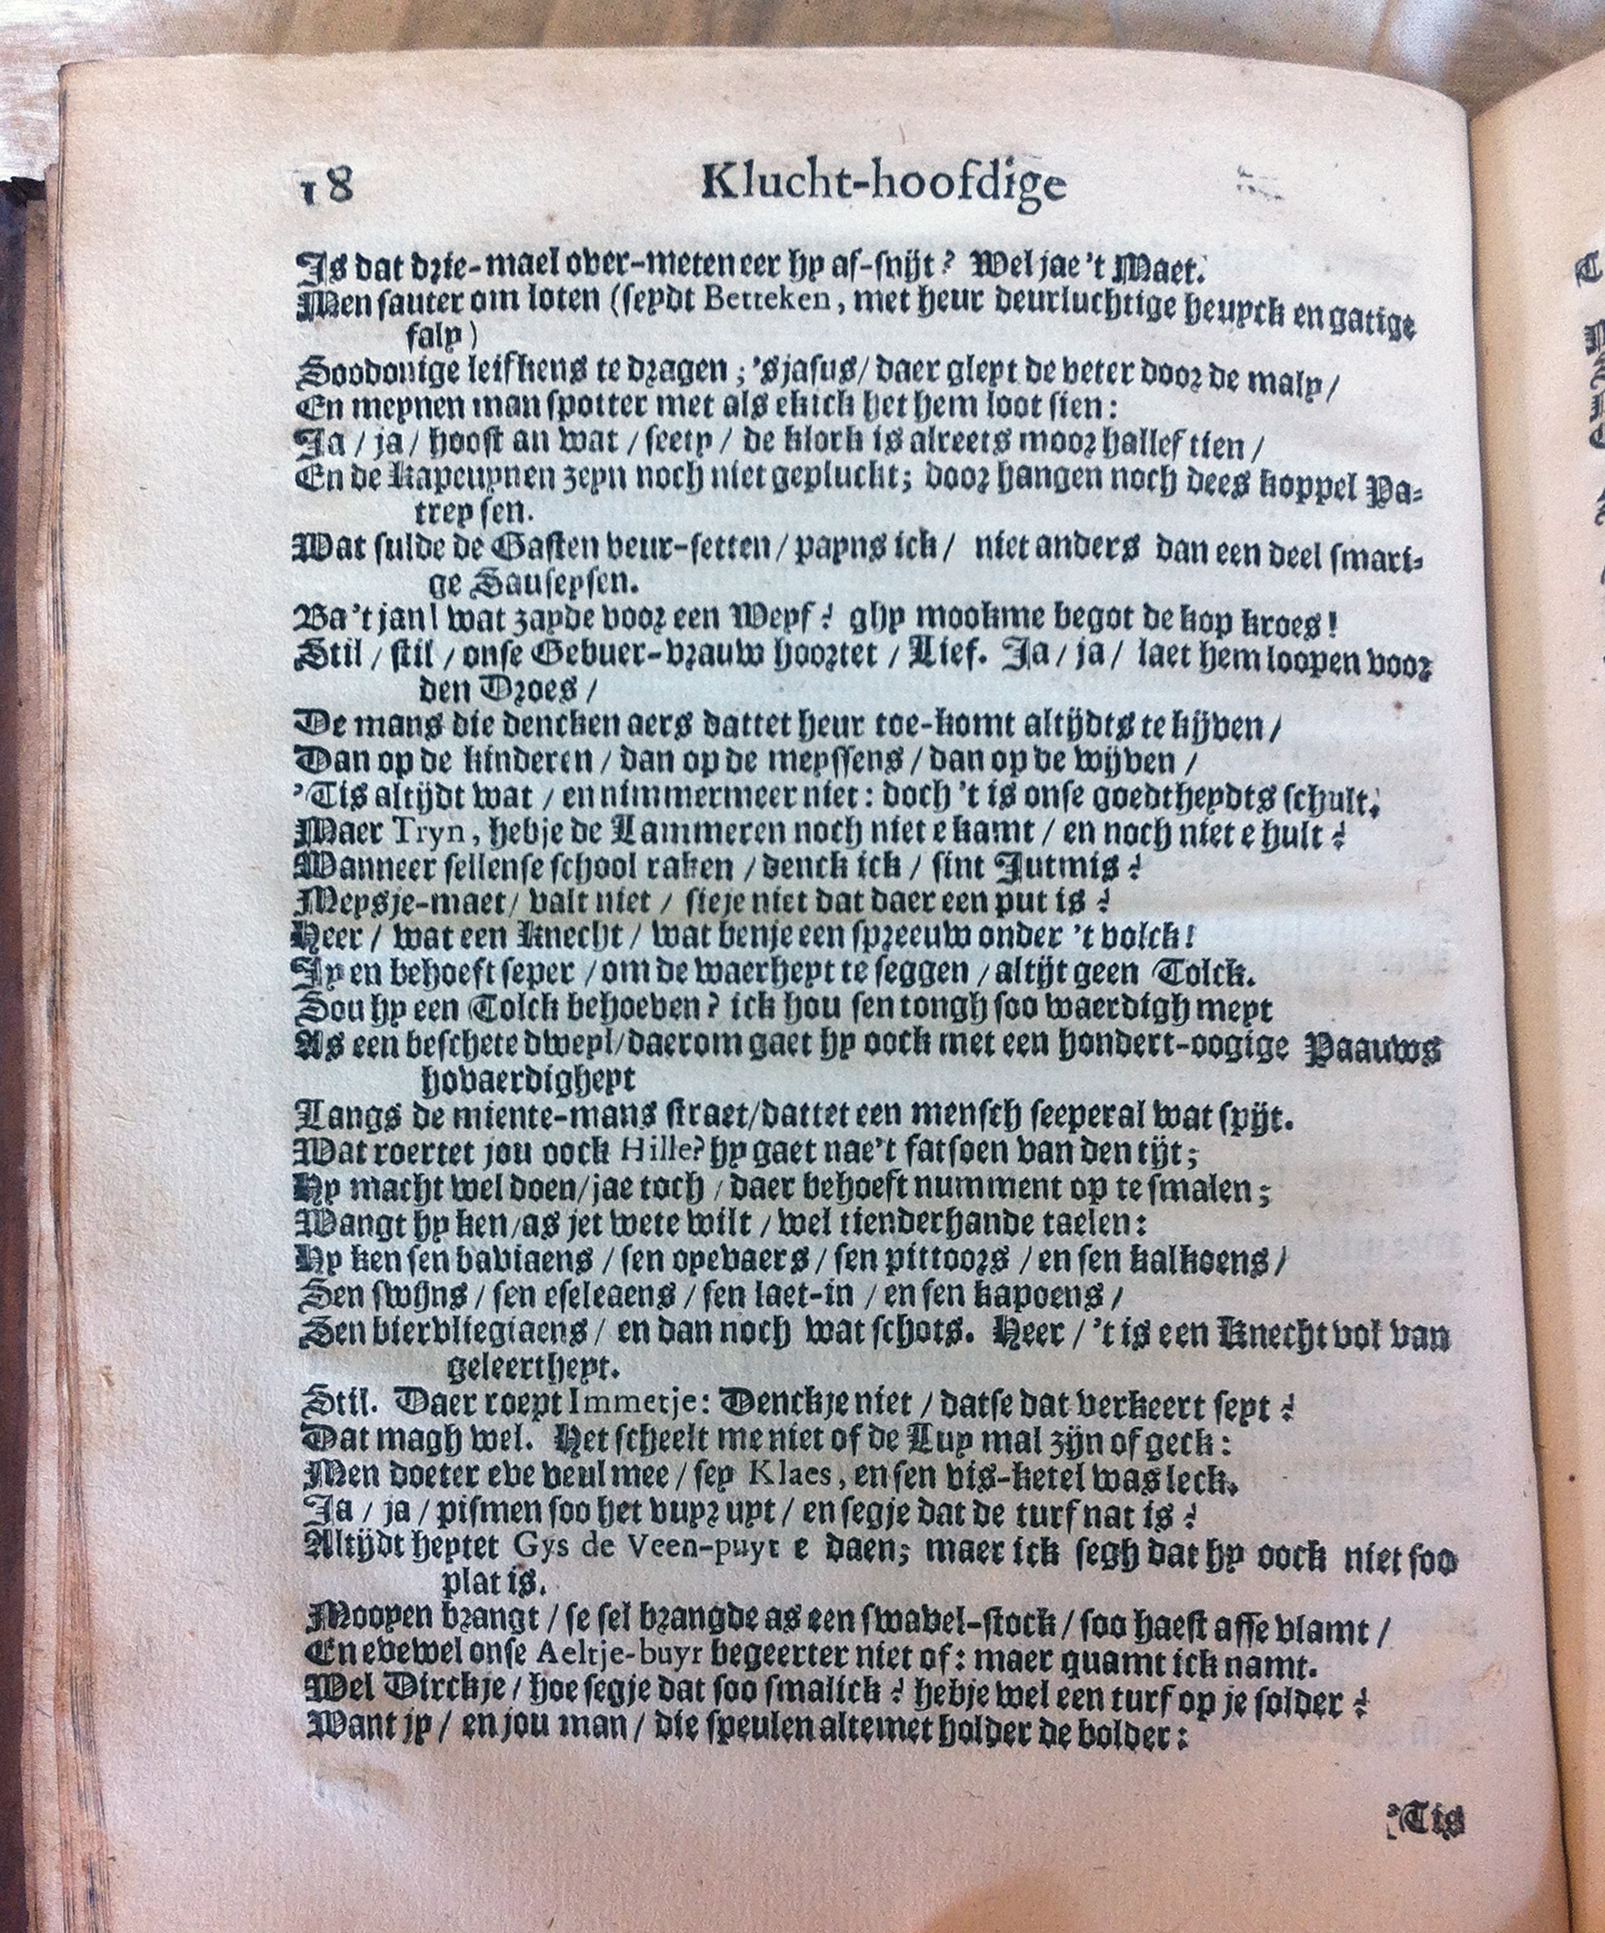 18 Klucht-hoofdige
Is dat drie-mael over-meten eer hy af-snijt? Wel jae 't Maet.
Men sauter om loten (seydt Betteken, met heur deurluchtige heuyck en gatige
faly)
Soodonige leifkens te dragen; 'sjasus/ daer gleyt de veter door de maly/
En meynen man spotter met als ekick het hem loot sien:
Ja / ja / hooft an wat / seety / de klock is alreets moor hallef tien /
En de kapeuynen zeyn noch niet gepluckt; door hangen noch dees koppel Pa-
treysen.
Wat sulde de Gasten veur-setten / payns ick / niet anders dan een deel smari-
ge Sauseysen.
Ba 't jan! wat zayde voor een Weyf? ghy mookme begot de kop kroes!
Stil / stil / onse Gebuer-vrauw hoortet / Lief. Ja / ja / laet hem loopen voor
den Droes /
De mans die dencken aers dattet heur toe-komt altijdts te kijven /
Dan op de kinderen / dan op de meyssens / dan op de wijven /
'Tis altijdt wat / en nimmermeer niet: doch 't is onse goedtheydts schult.
Maer Tryn, hebje de Lammeren noch niet e kamt / en noch niet e hult?
Wanneer sellense school raken / denck ick / sint Jutmis?
Meysje-maet / valt niet / sieje niet dat daer een put is?
Heer / wat een Knecht / wat benje een spreeuw onder 't volck!
Jy en behoeft seper / om de waerheyt te seggen / altijt geen Tolck.
Sou hy een Tolck behoeven? ick hou sen tongh soo waerdigh meyt
As een beschete dweyl/ daerom gaet hy oock met een hondert-oogige Paauws
hovaerdigheyt
Langs de miente-mans straet/ dattet een mensch seeperal wat spijt.
Wat roertet jou oock Hille? hy gaet nae't fatsoen van den tijt;
Hy macht wel doen/ jae toch / daer behoeft numment op te smalen;
Wangt hy ken/ as jet wete wilt / wel tienderhande taelen:
Hy ken sen baviaens / sen oyevaers / sen pittoors / en sen kalkoens /
Sen swijns / sen eseleaens / sen laet-in / en sen kapoens /
Sen biervliegiaens / en dan noch wat schots. Heer / 't is een Knecht vol van
geleertheyt.
Stil. Daer roept Immetje: Denckje niet / datse dat verkeert seyt?
Dat magh wel. Het scheelt me niet of de Luy mal zijn of geck:
Men doeter eve veul mee / sey Klaes, en sen vis-ketel was leck.
Ja / ja / pismen soo het vuyr uyt / en segje dat de turf nat is?
Altijdt heytet Gys de Veen-puyt e daen; maer ick segh dat hy oock niet soo
plat is.
Mooyen brangt / se sel brangde as een swavel-stock / soo haest asse vlamt /
En evewel onse Aeltje-buyr begeerter niet of: maer quamt ick namt.
Wel Dirckje / hoe segje dat soo smalick? hebje wel een turf op je solder?
Want jy / en jou man / die speulen altemet holder de bolder:
'Tis